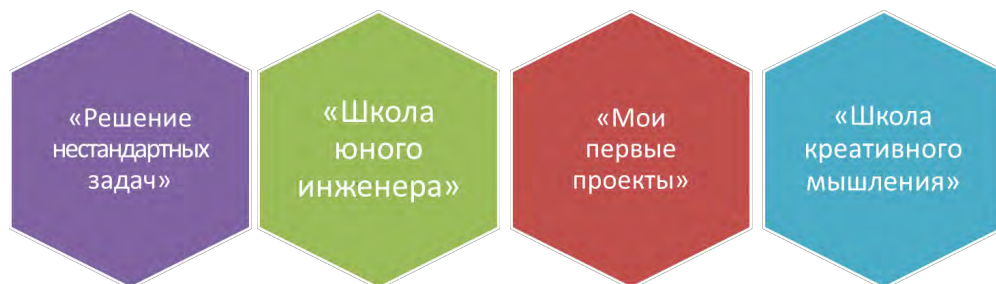 «Решение
нестандартных
задач»
«Школа
юного
инженера»
«Мои
первые
проекты»
«Школа
креативного
мышления»